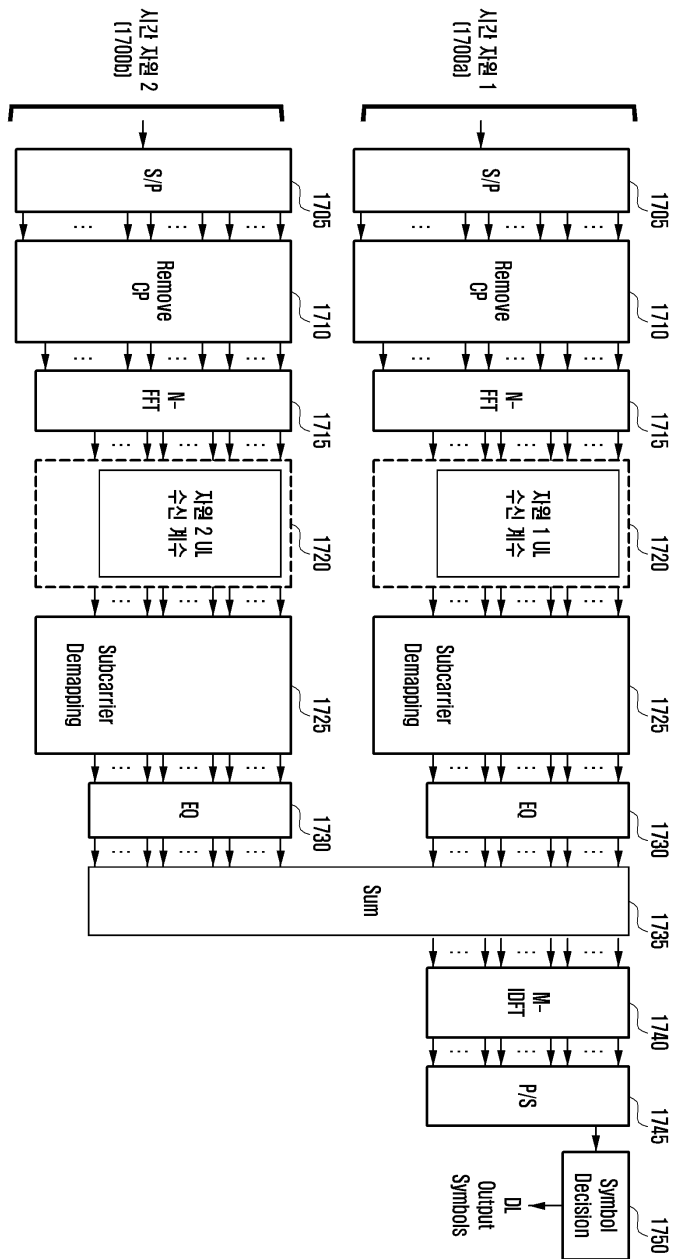 시간 자원 1
(1700a)
S/P
1705
Remove
CP
1710
N-
FFT
1715
자원 1 UL
수신 계수
1720
Subcarrier
Demapping
1725
EQ
1730
시간 자원 2
(1700b)
S/P
1705
Remove
CP
1710
N-
FFT
1715
자원 2 UL
수신 계수
1720
Subcarrier
Demapping
1725
EQ
1730
Sum
1735
M-
IDFT
1740
P/S
1745
Symbol
Decision
1750
DL
Output
Symbols